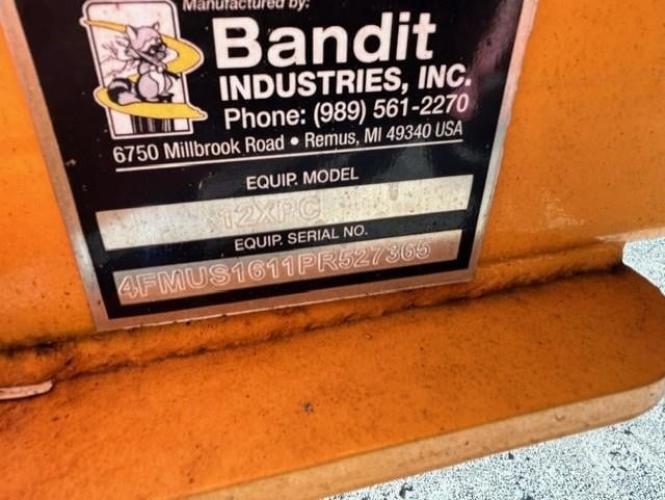 Manufactured by:
Bandit
INDUSTRIES, INC.
Phone: (989) 561-2270
6750 Millbrook Road • Remus, MI 49340 USA
EQUIP. MODEL
12XPC
EQUIP. SERIAL NO.
4FMUS1611PR527365